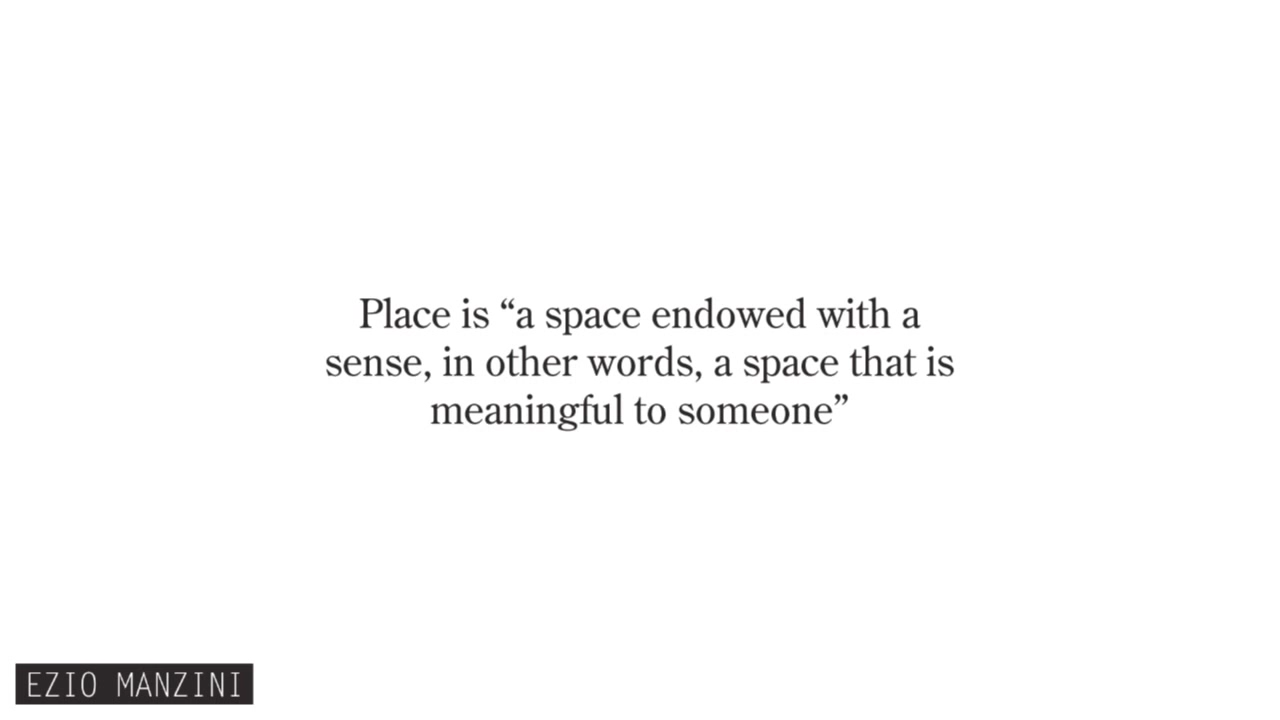 Place is “a space endowed with a
sense, in other words, a space that is
meaningful to someone”
EZIO MANZINI